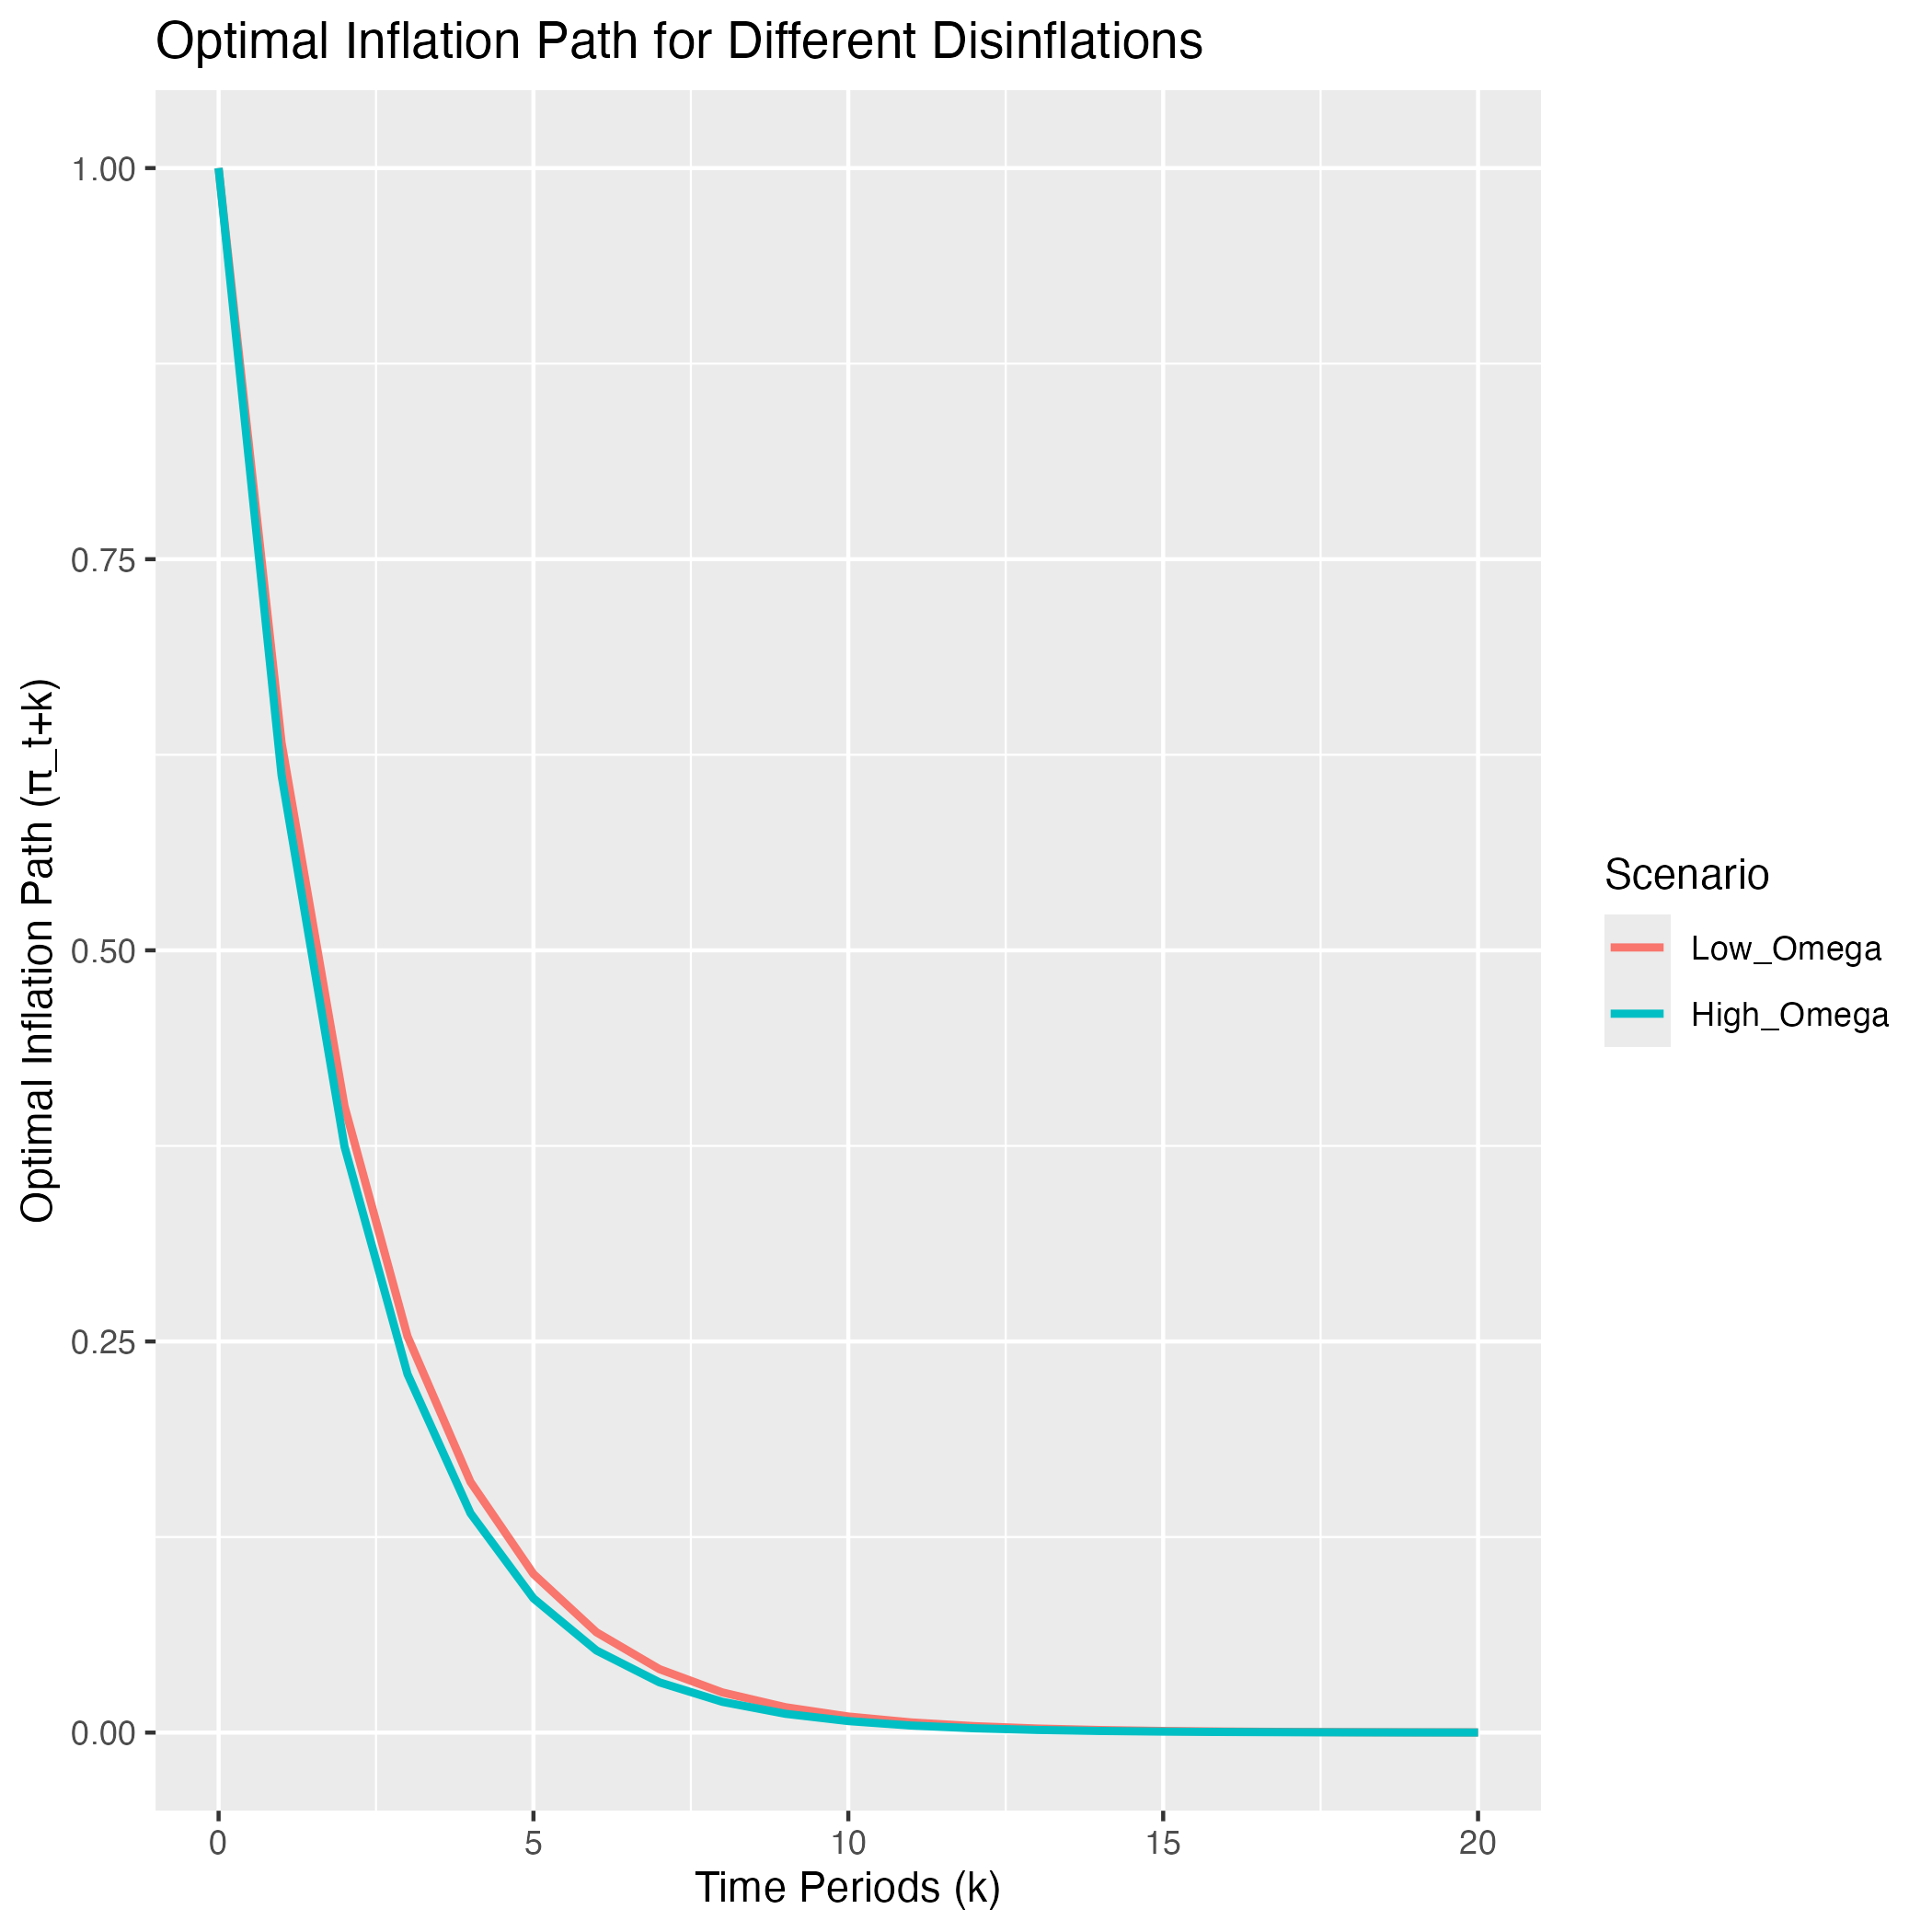 Optimal Inflation Path for Different Disinflations
Optimal Inflation Path (π_t+k)
1.00
0.75
0.50
0.25
0.00
0
5
10
15
20
Time Periods (k)
Scenario
Low_Omega
High_Omega